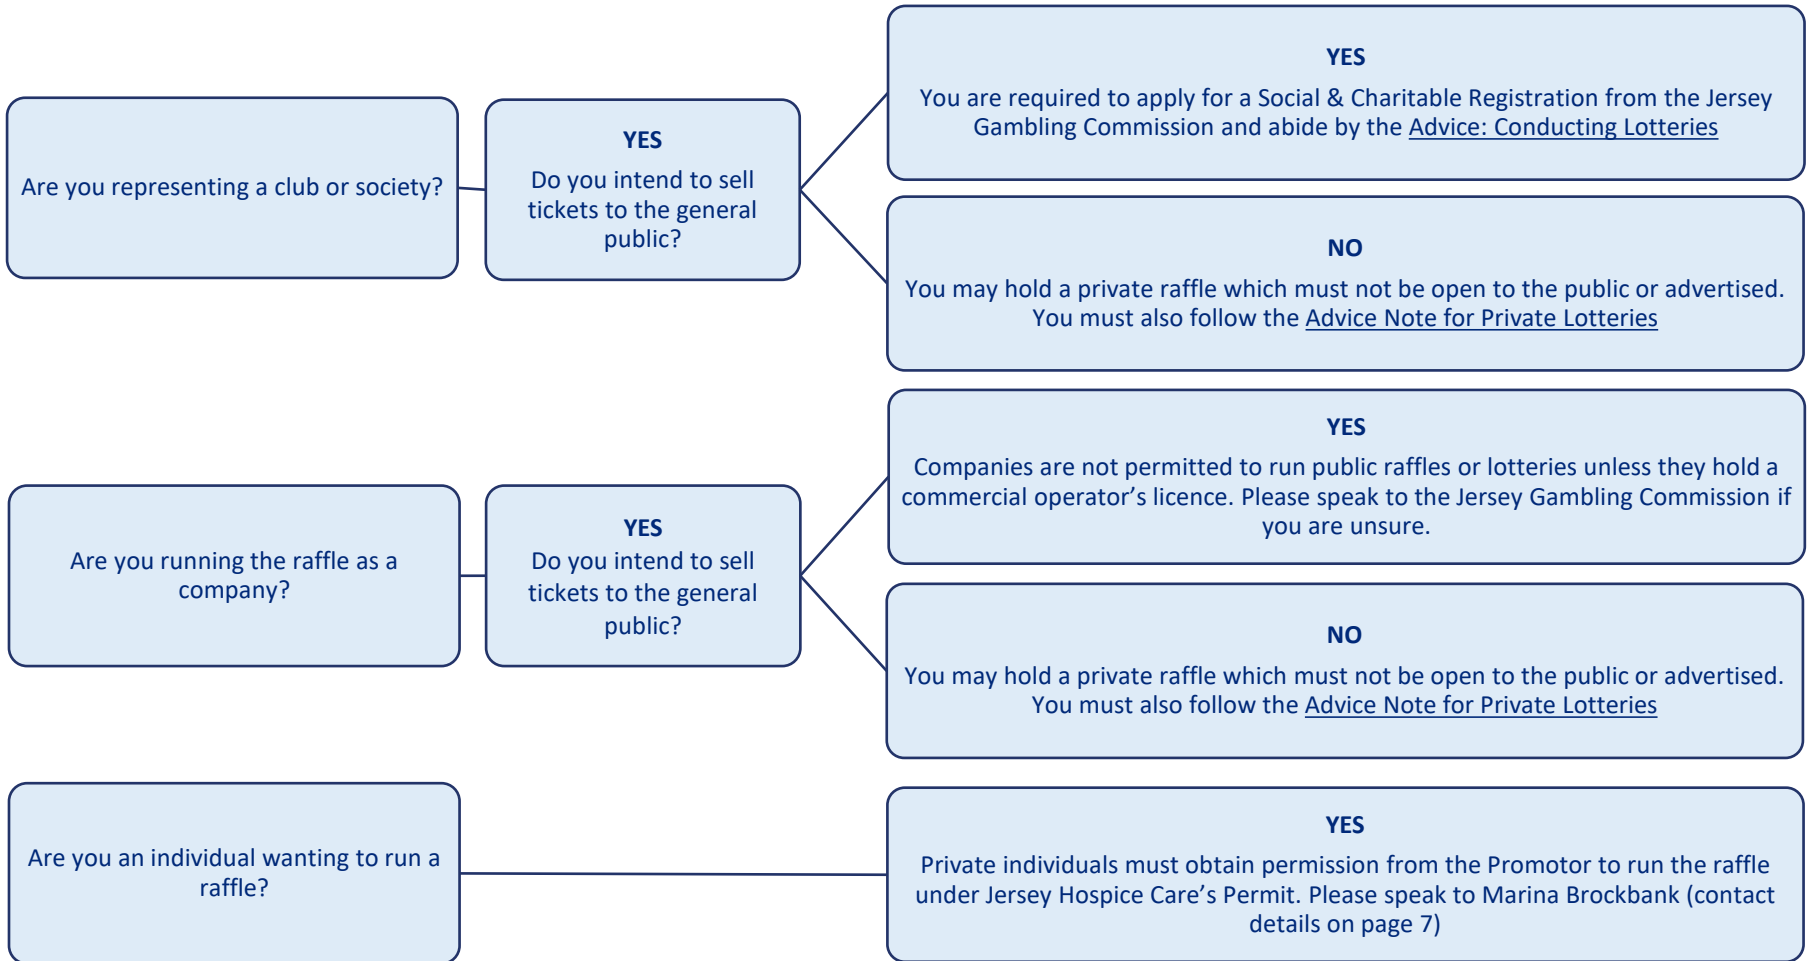 Are you representing a club or society?
YES
Do you intend to sell
tickets to the general
public?
YES
You are required to apply for a Social & Charitable Registration from the Jersey
Gambling Commission and abide by the Advice: Conducting Lotteries
NO
You may hold a private raffle which must not be open to the public or advertised.
You must also follow the Advice Note for Private Lotteries
Are you running the raffle as a
company?
YES
Do you intend to sell
tickets to the general
public?
YES
Companies are not permitted to run public raffles or lotteries unless they hold a
commercial operator’s licence. Please speak to the Jersey Gambling Commission if
you are unsure.
NO
You may hold a private raffle which must not be open to the public or advertised.
You must also follow the Advice Note for Private Lotteries
Are you an individual wanting to run a
raffle?
YES
Private individuals must obtain permission from the Promotor to run the raffle
under Jersey Hospice Care’s Permit. Please speak to Marina Brockbank (contact
details on page 7)